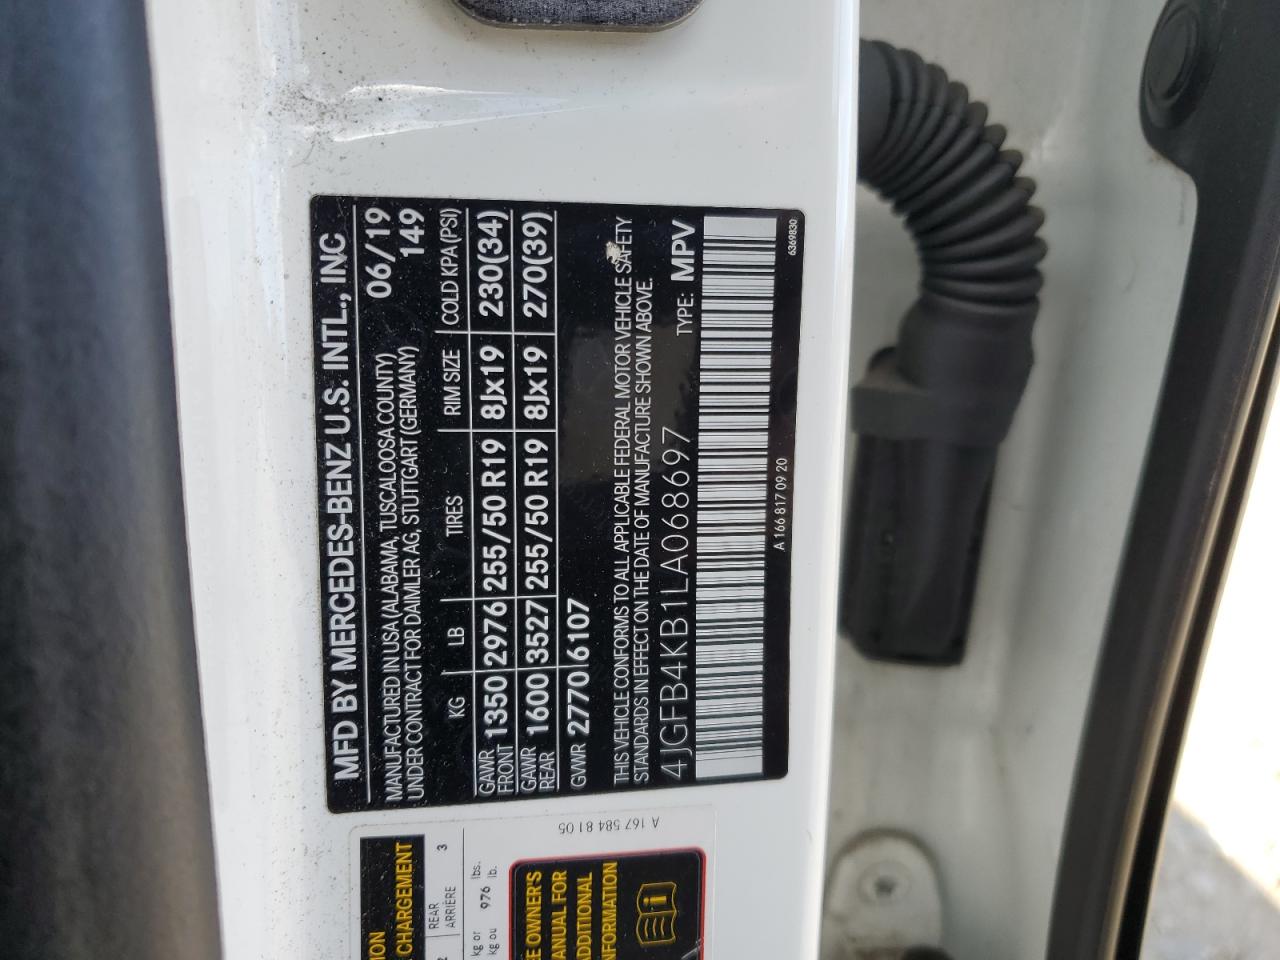 MFD BY MERCEDES-BENZ U.S. INTL., INC
MANUFACTURED IN USA (ALABAMA, TUSCALOOSA COUNTY) 06/19
UNDER CONTRACT FOR DAIMLER AG, STUTTGART (GERMANY) 149
KG LB TIRES RIM SIZE COLD KPA (PSI)
GAWR FRONT 1350 2976 255/50 R19 8Jx19 230(34)
GAWR REAR 1600 3527 255/50 R19 8Jx19 270(39)
GVWR 2770 6107
THIS VEHICLE CONFORMS TO ALL APPLICABLE FEDERAL MOTOR VEHICLE SAFETY
STANDARDS IN EFFECT ON THE DATE OF MANUFACTURE SHOWN ABOVE.
4JGFB4KB1LA068697 TYPE: MPV
A 166 817 09 20 6369830
A 167 584 81 05
CHARGEMENT
REAR
ARRIÈRE 3
kg or lbs.
kg ou 976 lb.
OWNER'S
FOR